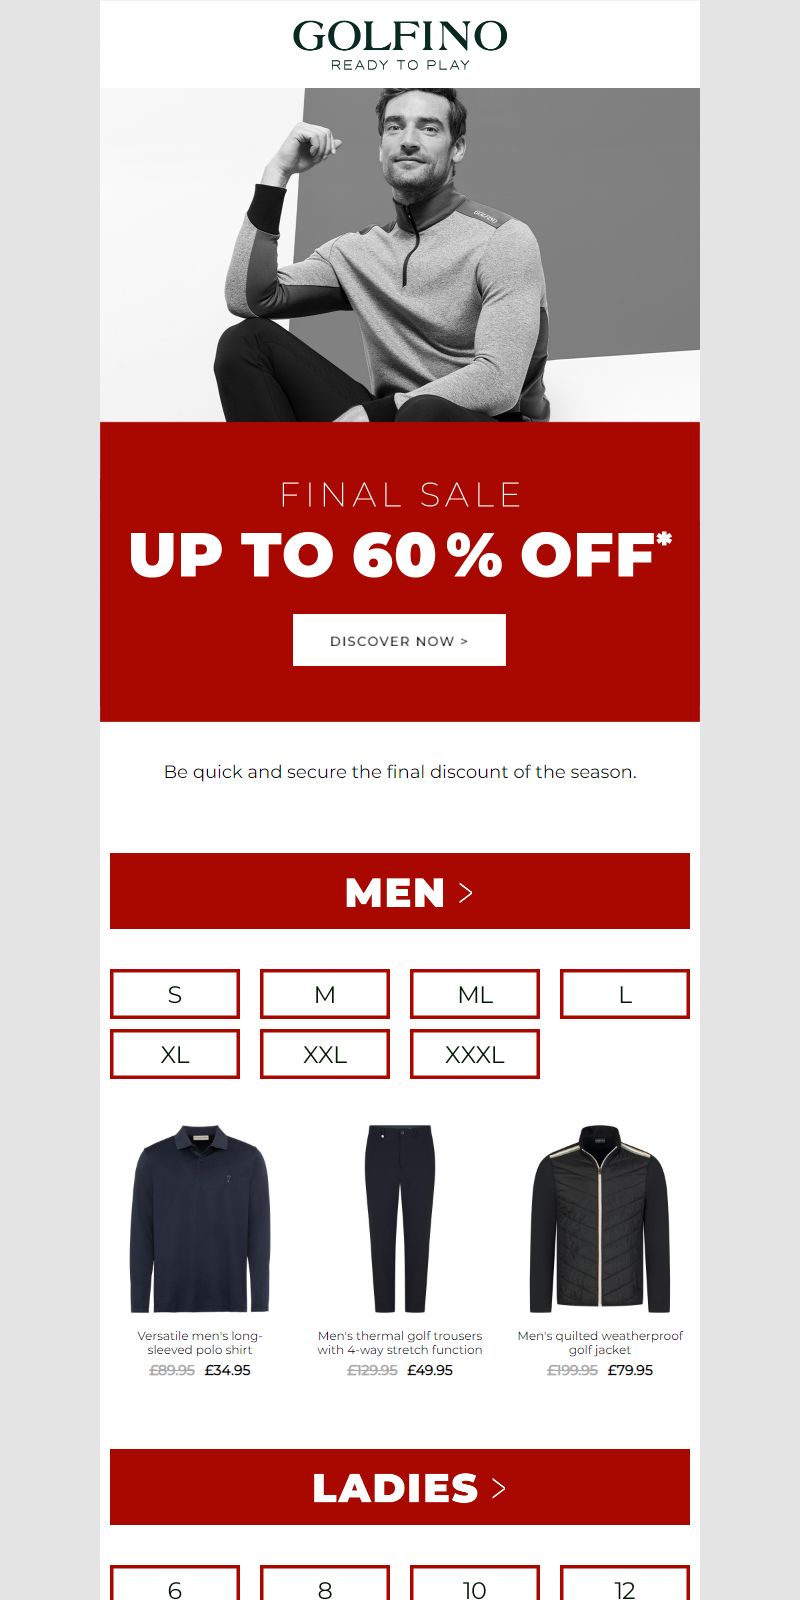 GOLFINO
READY TO PLAY
GOLFINO
FINAL SALE
UP TO 60% OFF*
DISCOVER NOW >
Be quick and secure the final discount of the season.
MEN >
S
M
ML
L
XL
XXL
XXXL
Versatile men's long-
sleeved polo shirt
£89.95 £34.95
Men's thermal golf trousers
with 4-way stretch function
£129.95 £49.95
Men's quilted weatherproof
golf jacket
£199.95 £79.95
LADIES >
6
8
10
12